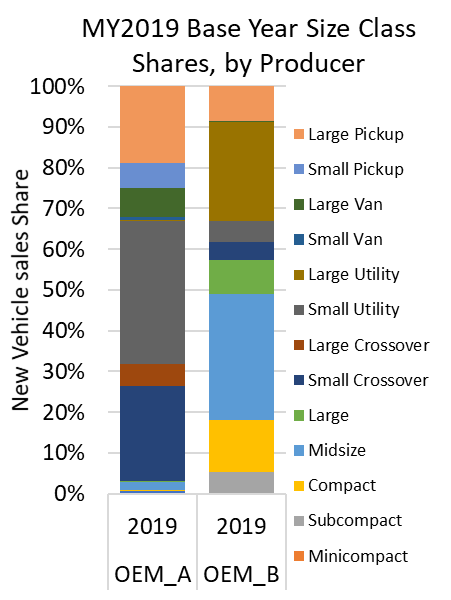 MY2019 Base Year Size Class
Shares, by Producer
New Vehicle sales Share
100%
90%
80%
70%
60%
50%
40%
30%
20%
10%
0%
2019
2019
OEM_A
OEM_B
Large Pickup
Small Pickup
Large Van
Small Van
Large Utility
Small Utility
Large Crossover
Small Crossover
Large
Midsize
Compact
Subcompact
Minicompact